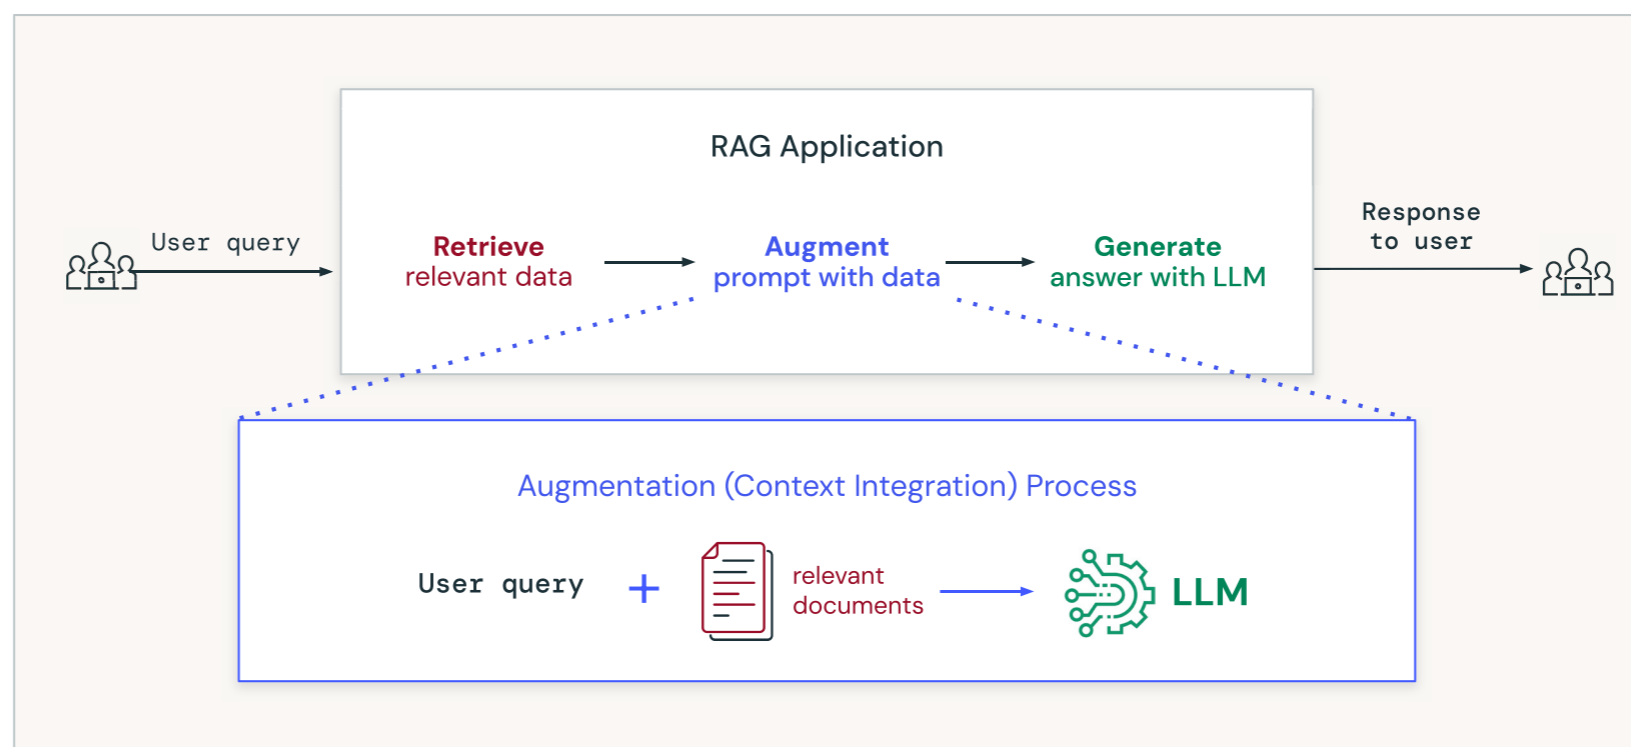 RAG Application
User query
Retrieve
relevant data
Augment
prompt with data
Generate
answer with LLM
Response
to user
Augmentation (Context Integration) Process
User query
+
relevant
documents
LLM